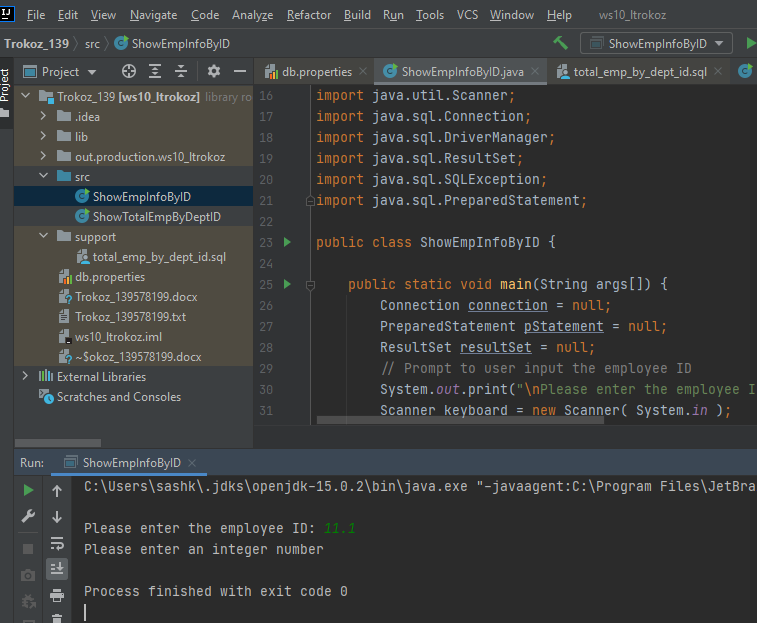 IJ
File Edit View Navigate Code Analyze Refactor Build Run Tools VCS Window Help ws10_ltrokoz
Trokoz_139 src ShowEmpInfoByID ShowEmpInfoByID
Project
Project
db.properties ShowEmpInfoByID.java total_emp_by_dept_id.sql
Trokoz_139 [ws10_ltrokoz] library ro
.idea
lib
out.production.ws10_ltrokoz
src
ShowEmpInfoByID
ShowTotalEmpByDeptID
support
total_emp_by_dept_id.sql
db.properties
Trokoz_139578199.docx
Trokoz_139578199.txt
ws10_ltrokoz.iml
~$okoz_139578199.docx
External Libraries
Scratches and Consoles
16 import java.util.Scanner;
17 import java.sql.Connection;
18 import java.sql.DriverManager;
19 import java.sql.ResultSet;
20 import java.sql.SQLException;
21 import java.sql.PreparedStatement;
22
23 public class ShowEmpInfoByID {
24
25 public static void main(String args[]) {
26 Connection connection = null;
27 PreparedStatement pStatement = null;
28 ResultSet resultSet = null;
29 // Prompt to user input the employee ID
30 System.out.print("\nPlease enter the employee I
31 Scanner keyboard = new Scanner( System.in );
Run: ShowEmpInfoByID
C:\Users\sashk\.jdks\openjdk-15.0.2\bin\java.exe "-javaagent:C:\Program Files\JetBra
Please enter the employee ID: 11.1
Please enter an integer number
Process finished with exit code 0